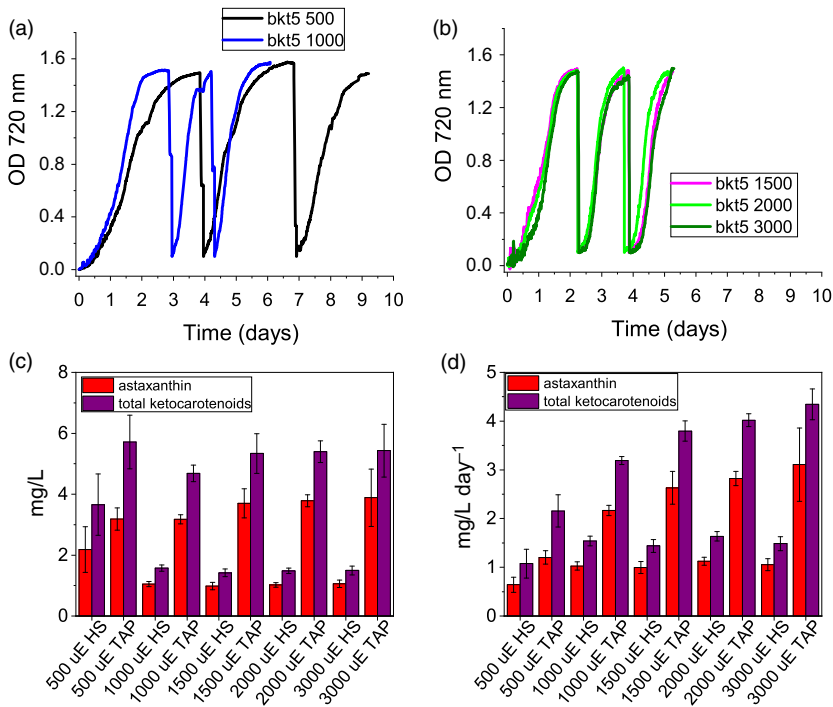 (a)
bkt5 500
bkt5 1000
OD 720 nm
1.6
1.2
0.8
0.4
0.0
0 1 2 3 4 5 6 7 8 9 10
Time (days)
(b)
OD 720 nm
1.6
1.2
0.8
0.4
0.0
bkt5 1500
bkt5 2000
bkt5 3000
0 1 2 3 4 5 6 7 8 9 10
Time (days)
(c)
astaxanthin
total ketocarotenoids
mg/L
8
6
4
2
0
500 uE HS
500 uE TAP
1000 uE HS
1000 uE TAP
1500 uE HS
1500 uE TAP
2000 uE HS
2000 uE TAP
3000 uE HS
3000 uE TAP
(d)
astaxanthin
total ketocarotenoids
mg/L day⁻¹
5
4
3
2
1
0
500 uE HS
500 uE TAP
1000 uE HS
1000 uE TAP
1500 uE HS
1500 uE TAP
2000 uE HS
2000 uE TAP
3000 uE HS
3000 uE TAP